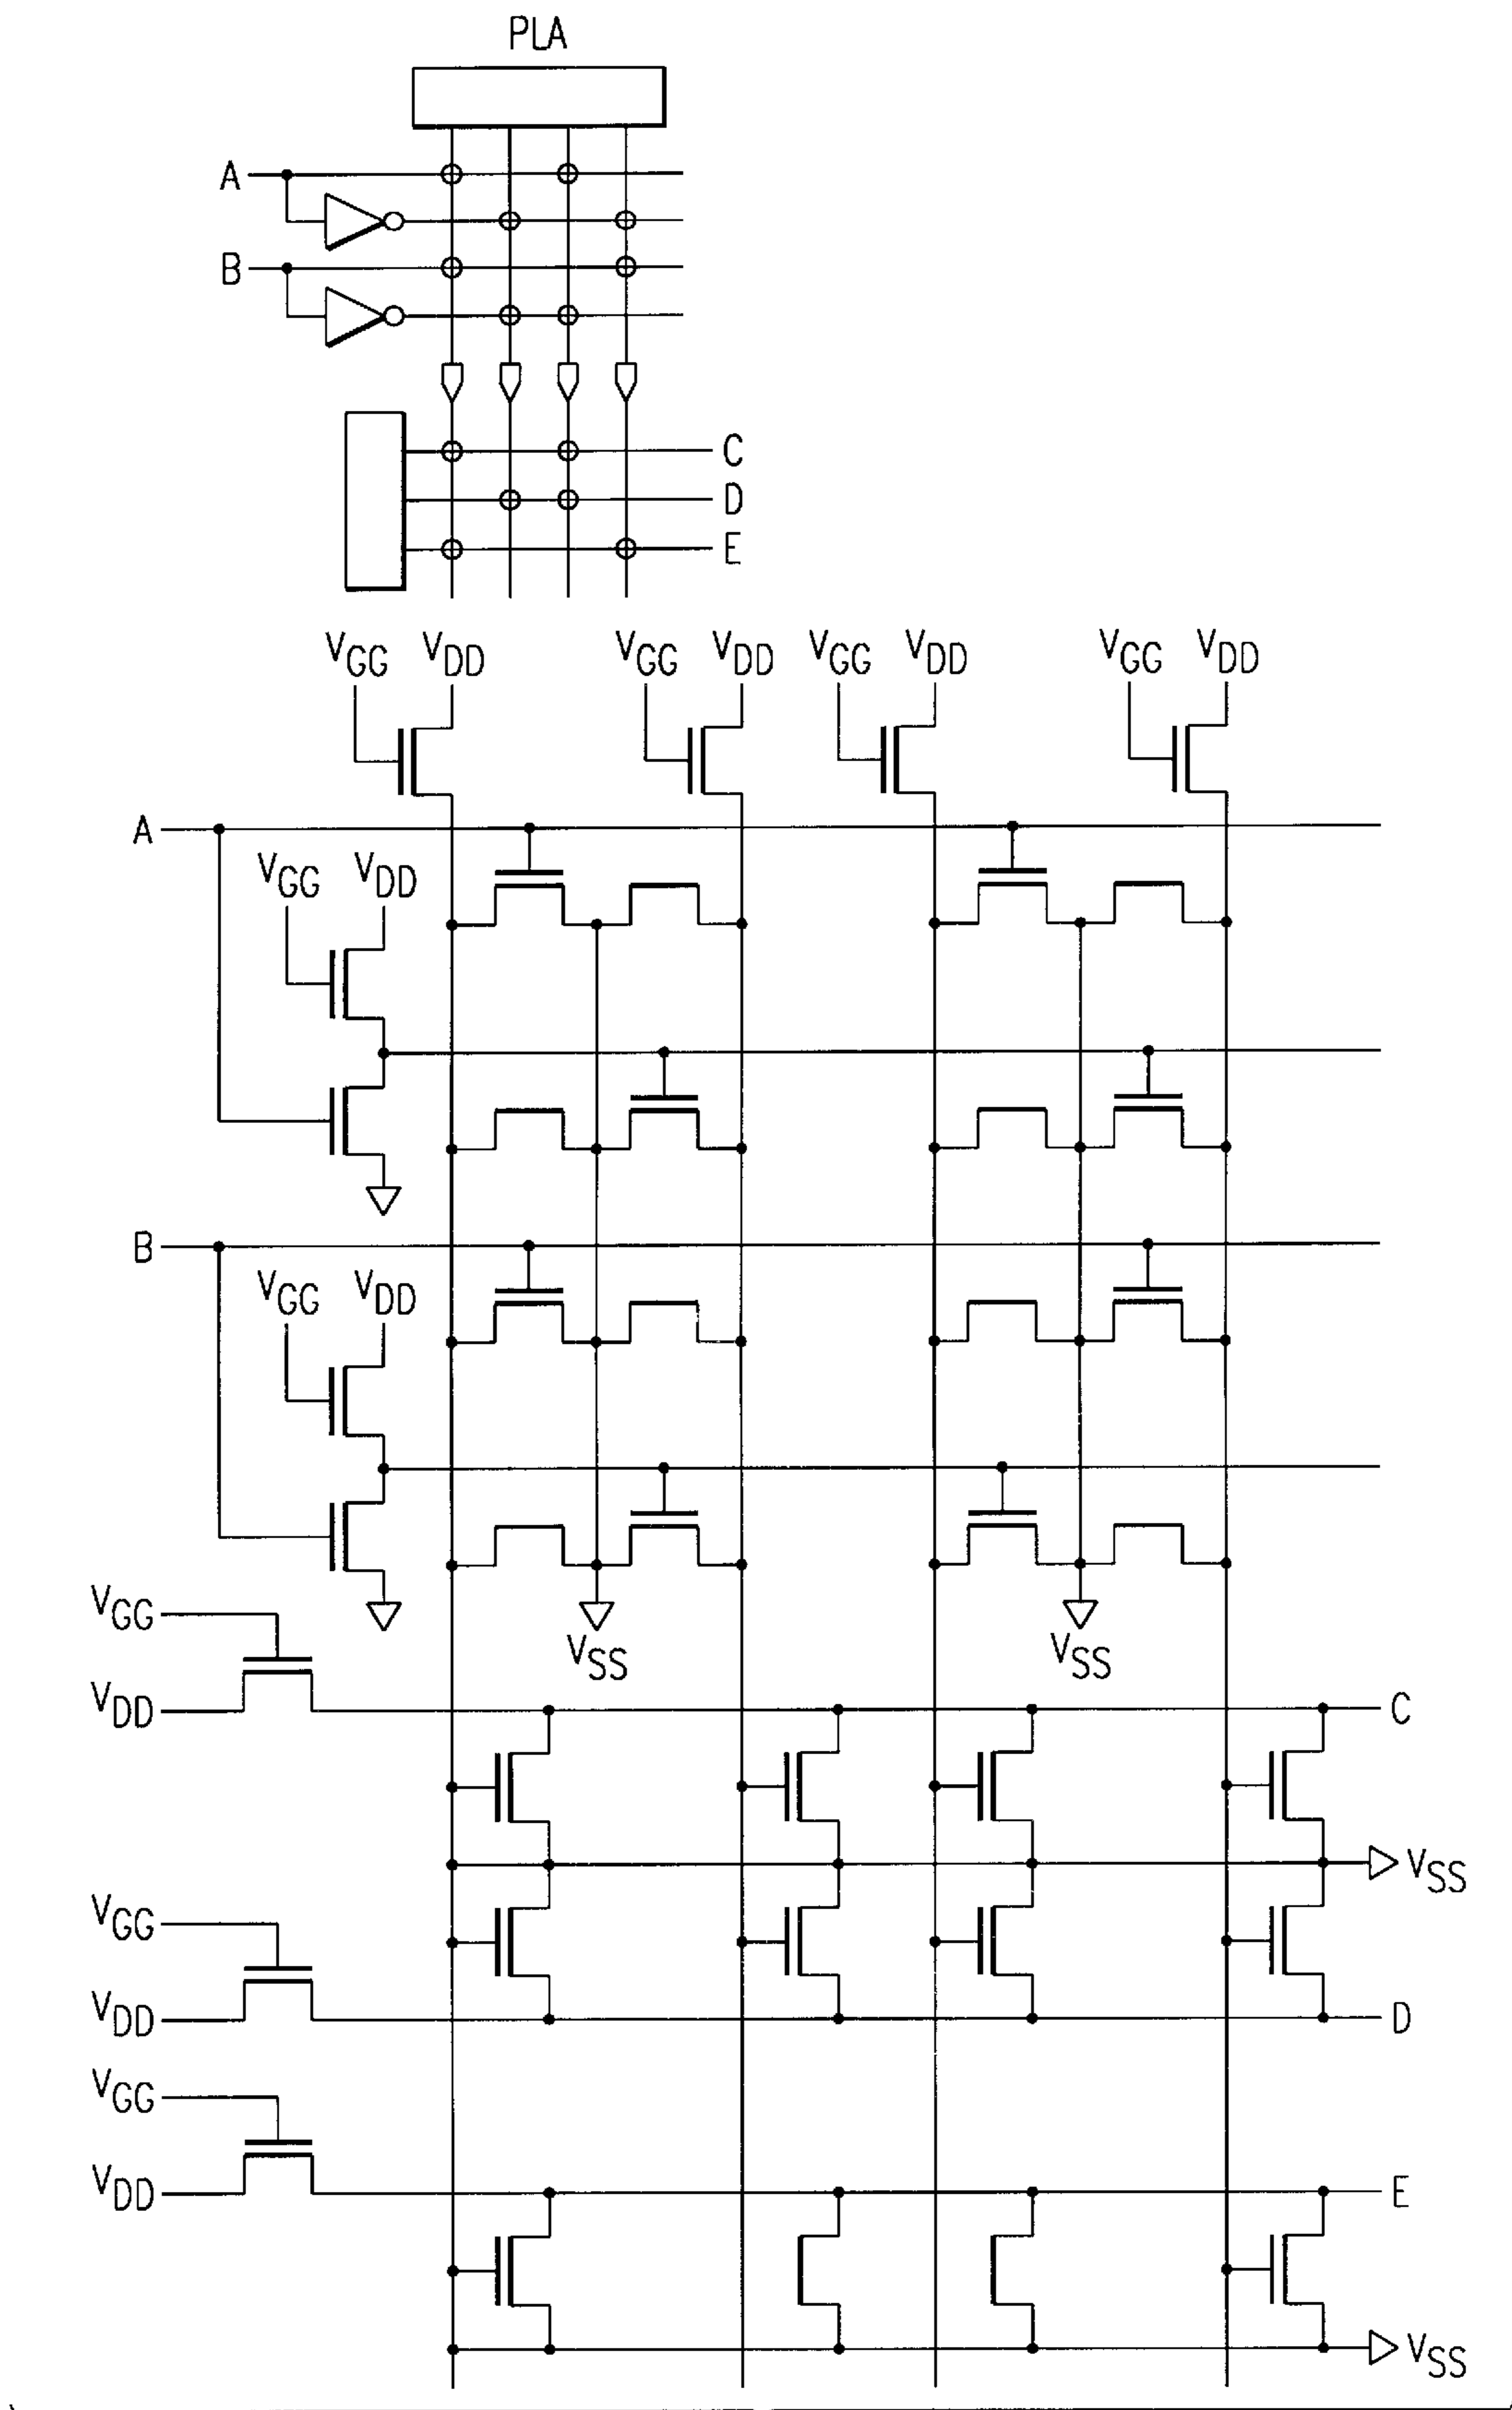 PLA
A
B
C
D
E
VGG VDD VGG VDD VGG VDD VGG VDD
A
VGG VDD
B
VGG VDD
VGG
VSS VSS
VDD C
VSS
VGG
VDD D
VGG
VDD E
VSS